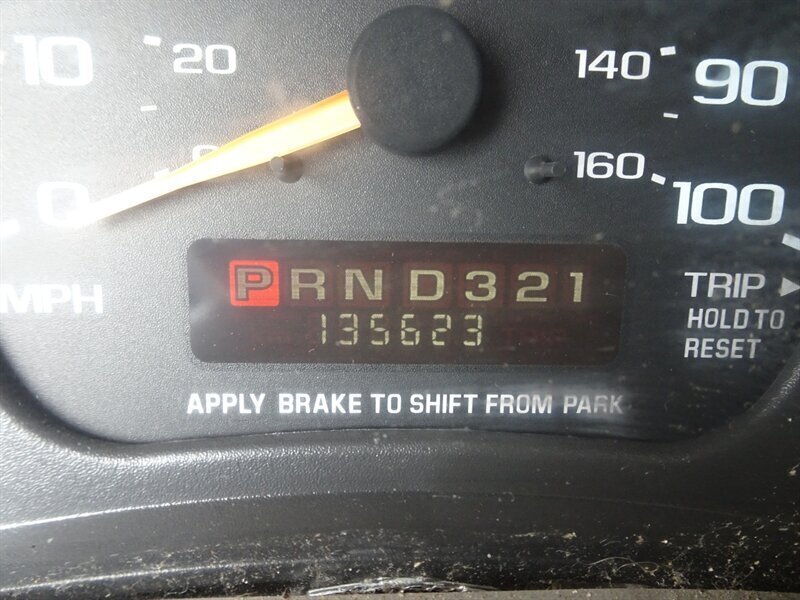 10 20 140 90
0 160 100
MPH
PRND321
135623
TRIP
HOLD TO
RESET
APPLY BRAKE TO SHIFT FROM PARK